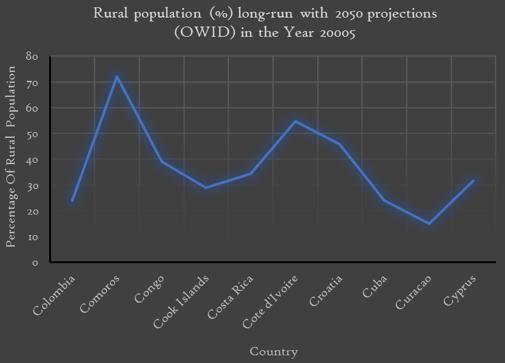 Rural population (%) long-run with 2050 projections
(OWID) in the Year 20005
Percentage Of Rural Population
80
70
60
50
40
30
20
10
0
Colombia
Comoros
Congo
Cook Islands
Costa Rica
Cote d'Ivoire
Croatia
Cuba
Curacao
Cyprus
Country